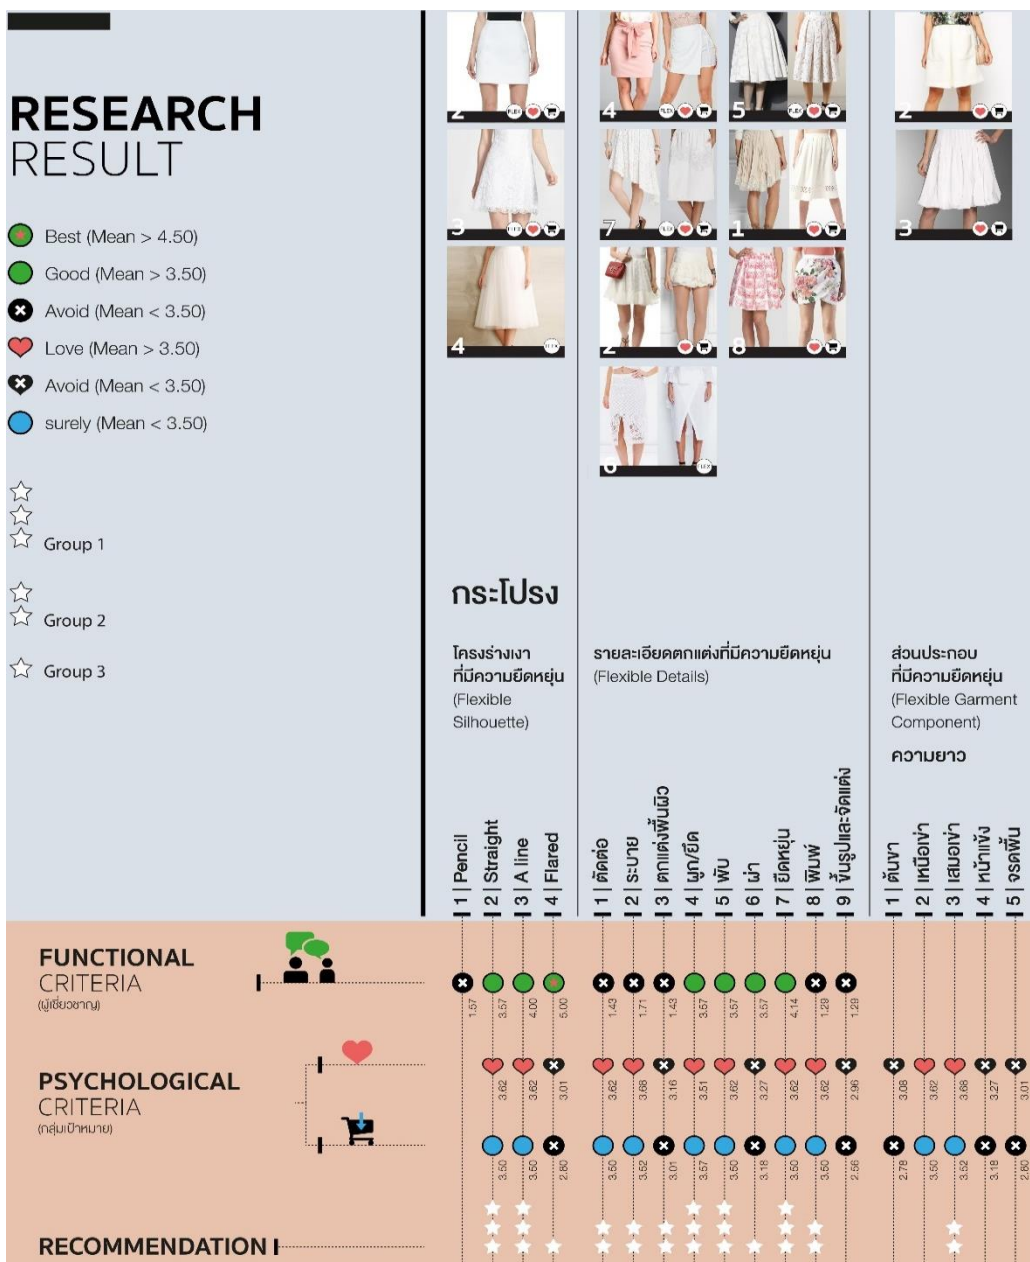 RESEARCH
RESULT
Best (Mean > 4.50)
Good (Mean > 3.50)
Avoid (Mean < 3.50)
Love (Mean > 3.50)
Avoid (Mean < 3.50)
surely (Mean < 3.50)
Group 1
Group 2
Group 3
2 FLEX
3 FLEX
4 FLEX
4 FLEX
5 FLEX
7 FLEX
1
2
8
6 FLEX
2
3
กระโปรง
โครงร่างเงา
ที่มีความยืดหยุ่น
(Flexible
Silhouette)
รายละเอียดตกแต่งที่มีความยืดหยุ่น
(Flexible Details)
ส่วนประกอบ
ที่มีความยืดหยุ่น
(Flexible Garment
Component)
ความยาว
1 | Pencil
2 | Straight
3 | A line
4 | Flared
1 | ตัดต่อ
2 | ระบาย
3 | ตกแต่งพื้นผิว
4 | ผูก/ยึด
5 | พับ
6 | ผ่า
7 | ยืดหยุ่น
8 | พิมพ์
9 | ขึ้นรูปและจัดแต่ง
1 | ต้นขา
2 | เหนือเข่า
3 | เสมอเข่า
4 | หน้าแข้ง
5 | จรดพื้น
FUNCTIONAL
CRITERIA
(ผู้เชี่ยวชาญ)
1.57 3.57 4.00 5.00 1.43 1.71 1.43 3.57 3.57 3.57 4.14 1.29 1.29
PSYCHOLOGICAL
CRITERIA
(กลุ่มเป้าหมาย)
3.62 3.62 3.01 3.62 3.68 3.16 3.51 3.62 3.27 3.62 3.62 2.96 3.08 3.62 3.68 3.27 3.01
3.50 3.50 2.80 3.50 3.52 3.01 3.57 3.50 3.18 3.50 3.50 2.56 2.78 3.50 3.52 3.18 2.80
RECOMMENDATION